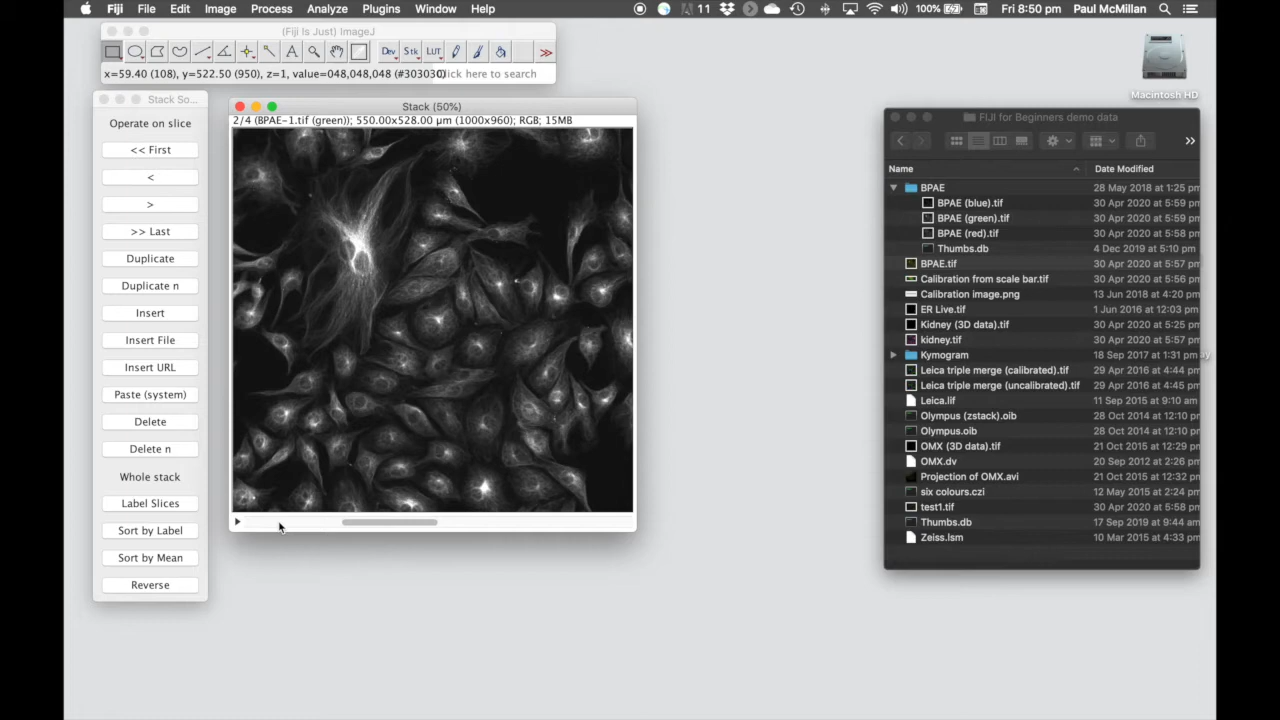 Fiji File Edit Image Process Analyze Plugins Window Help 11 100% Fri 8:50 pm Paul McMillan
(Fiji Is Just) ImageJ
Dev Stk LUT
x=59.40 (108), y=522.50 (950), z=1, value=048,048,048 (#303030) lick here to search
Stack So...
Operate on slice
<< First
<
>
>> Last
Duplicate
Duplicate n
Insert
Insert File
Insert URL
Paste (system)
Delete
Delete n
Whole stack
Label Slices
Sort by Label
Sort by Mean
Reverse
Stack (50%)
2/4 (BPAE-1.tif (green)); 550.00x528.00 µm (1000x960); RGB; 15MB
Macintosh HD
FIJI for Beginners demo data
Name Date Modified
BPAE 28 May 2018 at 1:25 pm
BPAE (blue).tif 30 Apr 2020 at 5:59 pm
BPAE (green).tif 30 Apr 2020 at 5:59 pm
BPAE (red).tif 30 Apr 2020 at 5:58 pm
Thumbs.db 4 Dec 2019 at 5:10 pm
BPAE.tif 30 Apr 2020 at 5:57 pm
Calibration from scale bar.tif 30 Apr 2020 at 5:56 pm
Calibration image.png 13 Jun 2018 at 4:20 pm
ER Live.tif 1 Jun 2016 at 12:03 pm
Kidney (3D data).tif 30 Apr 2020 at 5:25 pm
kidney.tif 30 Apr 2020 at 5:57 pm
Kymogram 18 Sep 2017 at 1:31 pm ay
Leica triple merge (calibrated).tif 29 Apr 2016 at 4:44 pm
Leica triple merge (uncalibrated).tif 29 Apr 2016 at 4:45 pm
Leica.lif 11 Sep 2015 at 9:10 am
Olympus (zstack).oib 28 Oct 2014 at 12:10 pm
Olympus.oib 28 Oct 2014 at 12:10 pm
OMX (3D data).tif 21 Oct 2015 at 12:29 pm
OMX.dv 20 Sep 2012 at 2:26 pm
Projection of OMX.avi 21 Oct 2015 at 12:32 pm
six colours.czi 12 May 2015 at 2:24 pm
test1.tif 30 Apr 2020 at 5:58 pm
Thumbs.db 17 Sep 2019 at 9:44 am
Zeiss.lsm 10 Mar 2015 at 4:33 pm